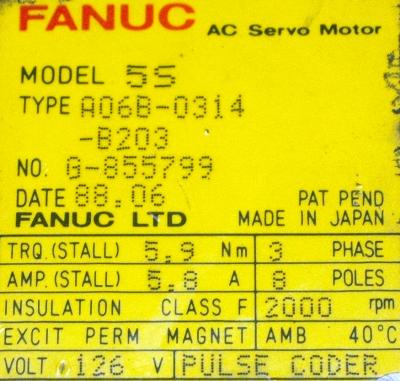 FANUC AC Servo Motor
MODEL 5S
TYPE A06B-0314
-B203
NO. G-855799
DATE 88.06 PAT PEND
FANUC LTD MADE IN JAPAN
TRQ.(STALL) 5.9 Nm 3 PHASE
AMP.(STALL) 5.8 A 8 POLES
INSULATION CLASS F 2000 rpm
EXCIT PERM MAGNET AMB 40°C
VOLT 126 V PULSE CODER